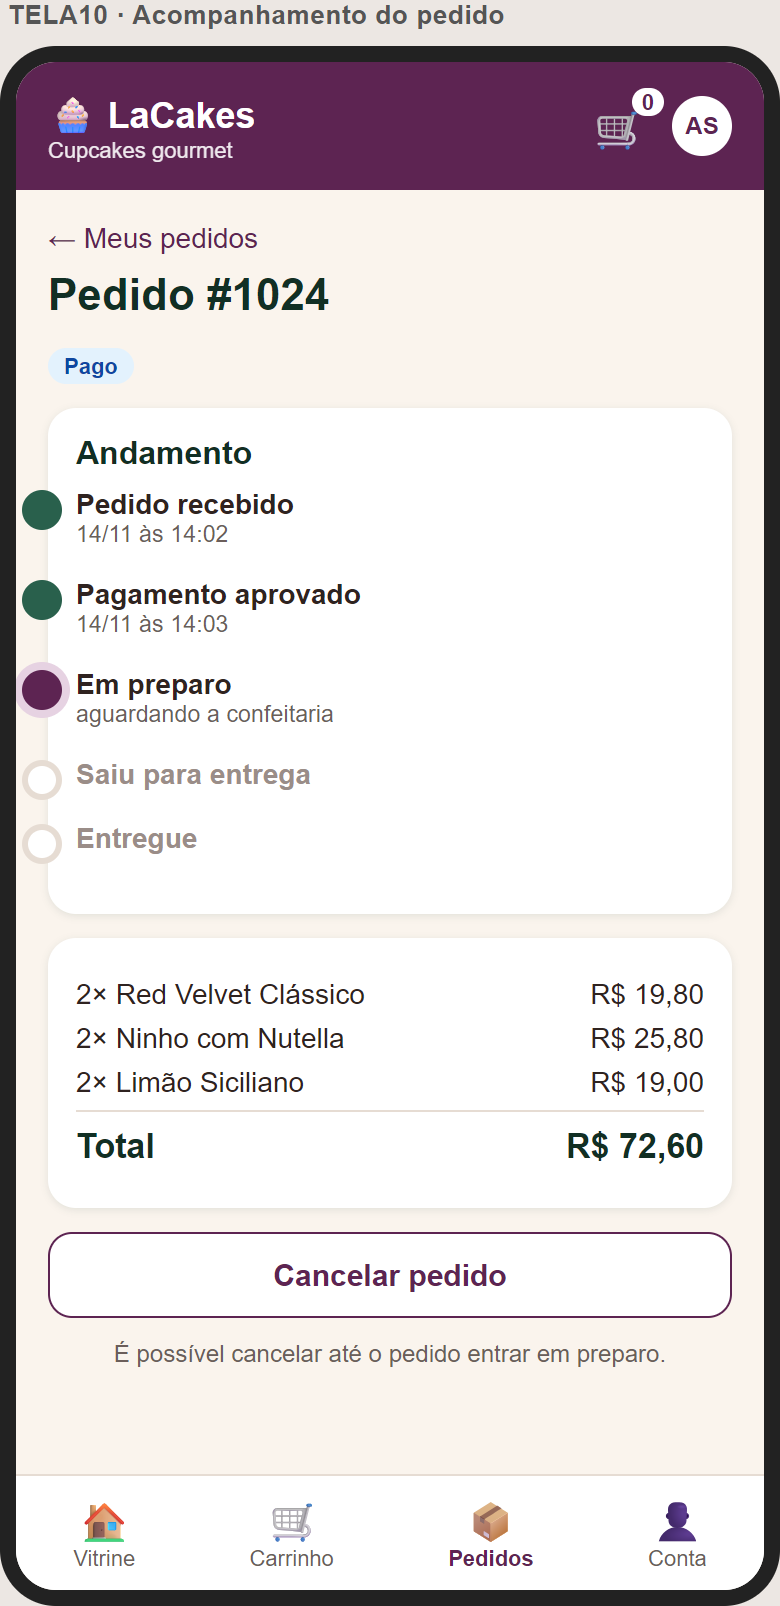 TELA10 · Acompanhamento do pedido
LaCakes
Cupcakes gourmet
0
AS
← Meus pedidos
Pedido #1024
Pago
Andamento
Pedido recebido
14/11 às 14:02
Pagamento aprovado
14/11 às 14:03
Em preparo
aguardando a confeitaria
Saiu para entrega
Entregue
2× Red Velvet Clássico R$ 19,80
2× Ninho com Nutella R$ 25,80
2× Limão Siciliano R$ 19,00
Total R$ 72,60
Cancelar pedido
É possível cancelar até o pedido entrar em preparo.
Vitrine Carrinho Pedidos Conta